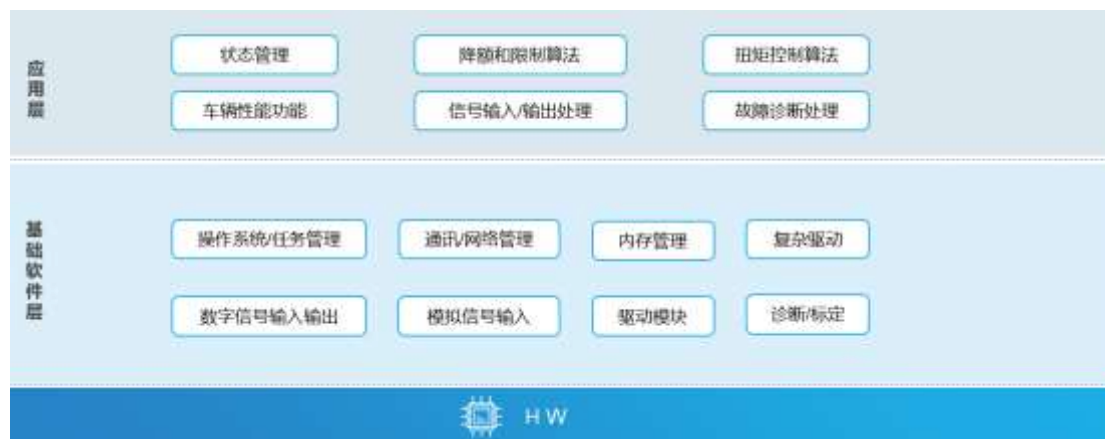 应用层
状态管理
降额和限制算法
扭矩控制算法
车辆性能功能
信号输入/输出处理
故障诊断处理
基础软件层
操作系统/任务管理
通讯/网络管理
内存管理
复杂驱动
数字信号输入输出
模拟信号输入
驱动模块
诊断/标定
HW